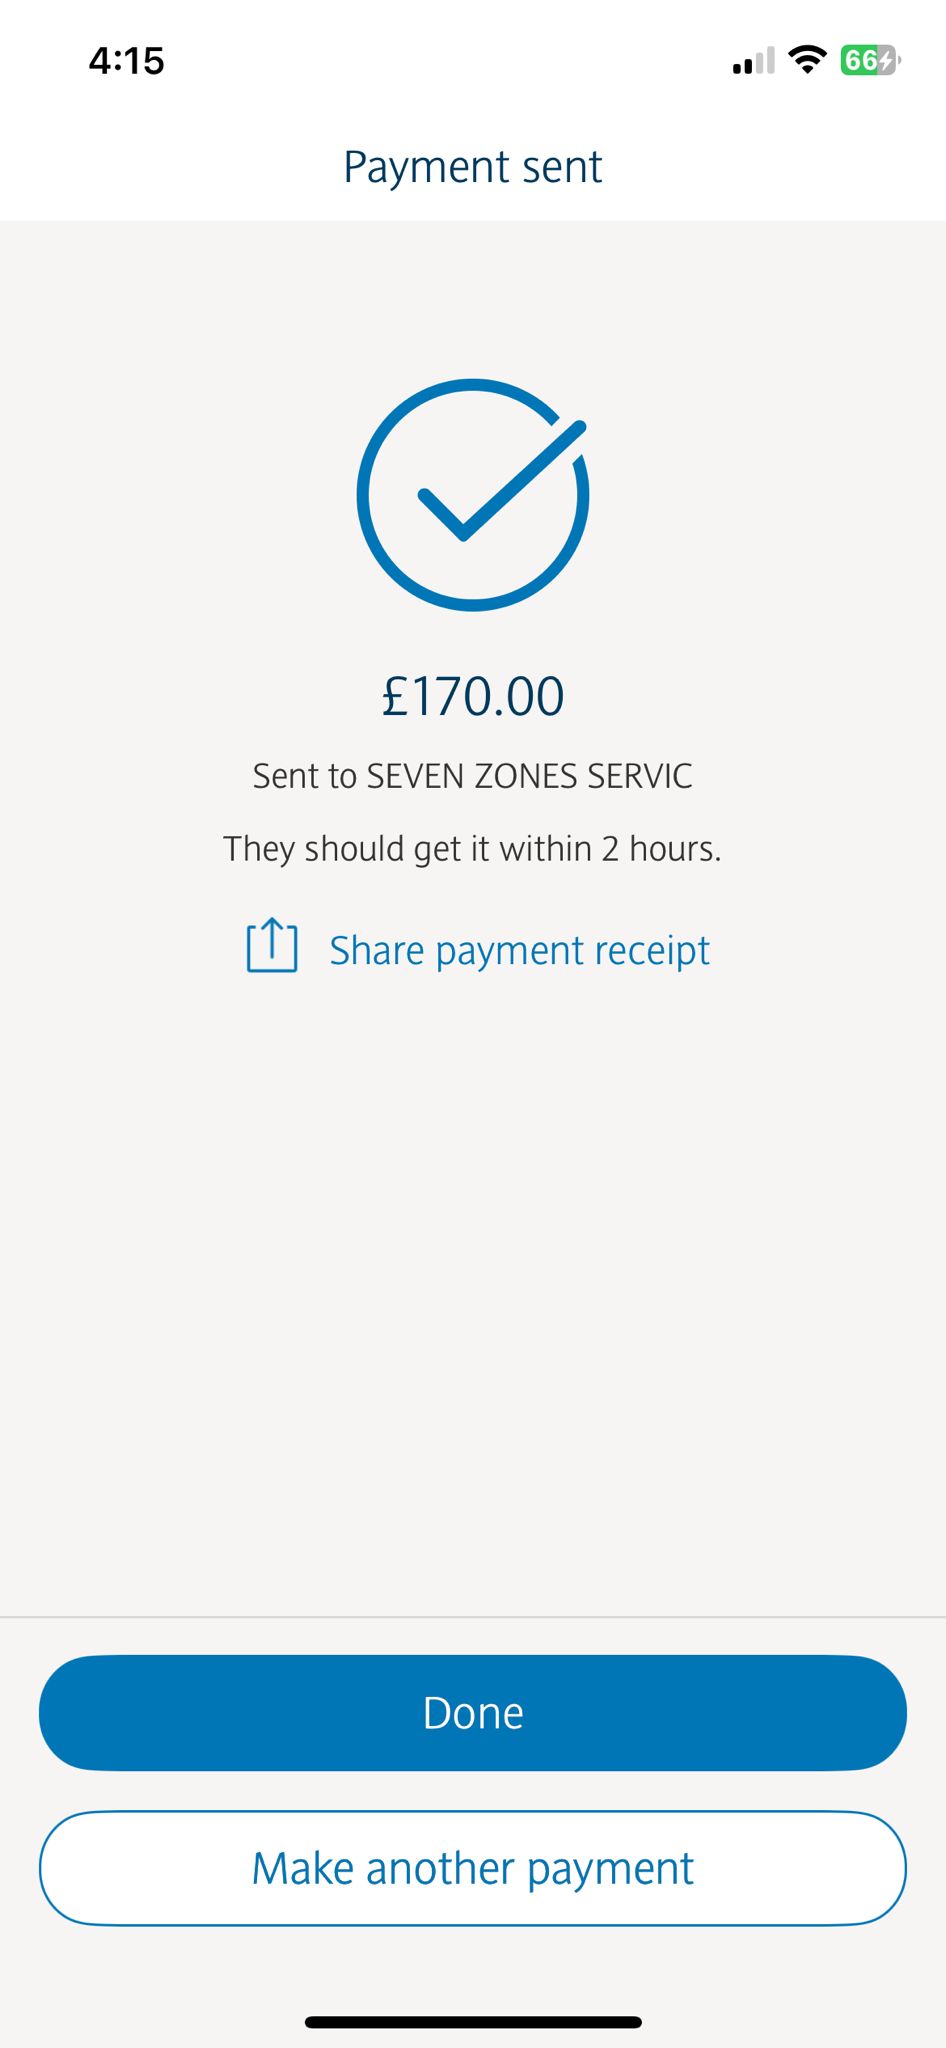 4:15
66
Payment sent
£170.00
Sent to SEVEN ZONES SERVIC
They should get it within 2 hours.
Share payment receipt
Done
Make another payment